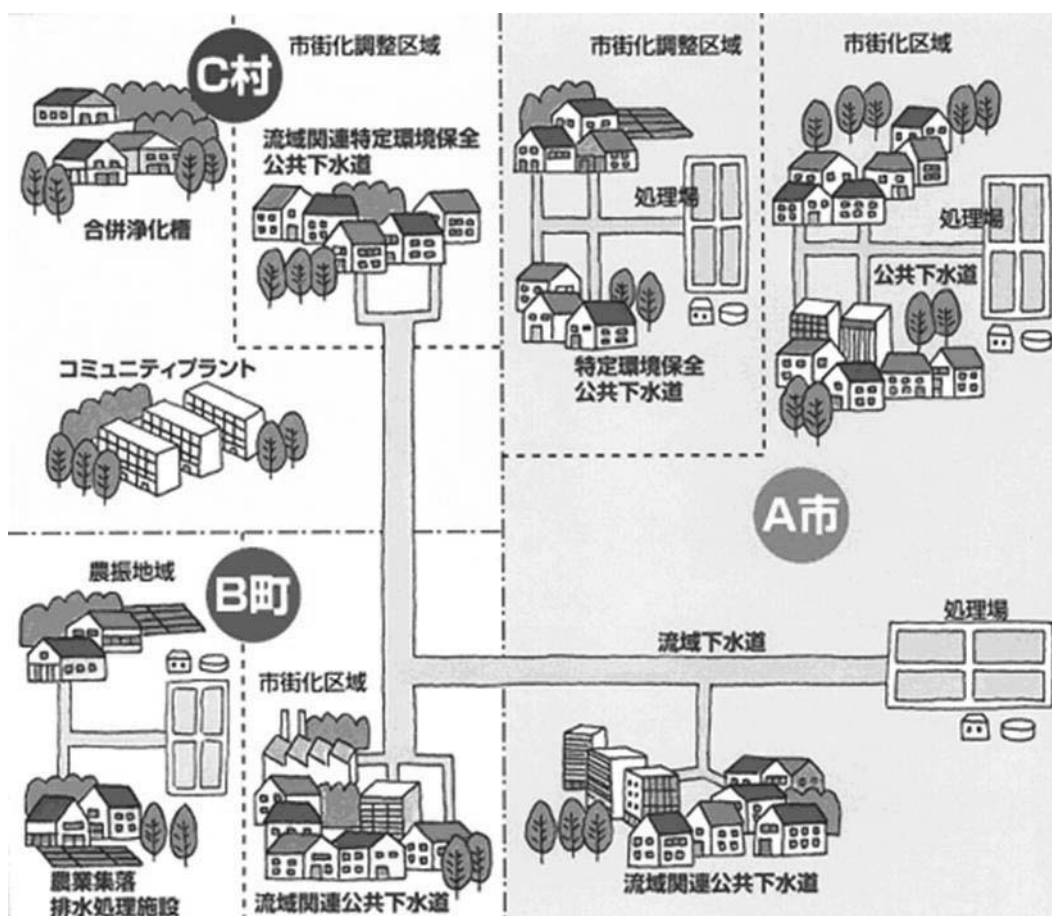 C村
市街化調整区域
流域関連特定環境保全
公共下水道
合併浄化槽
コミュニティプラント
市街化調整区域
処理場
特定環境保全
公共下水道
市街化区域
処理場
公共下水道
A市
農振地域
B町
農業集落
排水処理施設
市街化区域
流域関連公共下水道
流域下水道
処理場
流域関連公共下水道